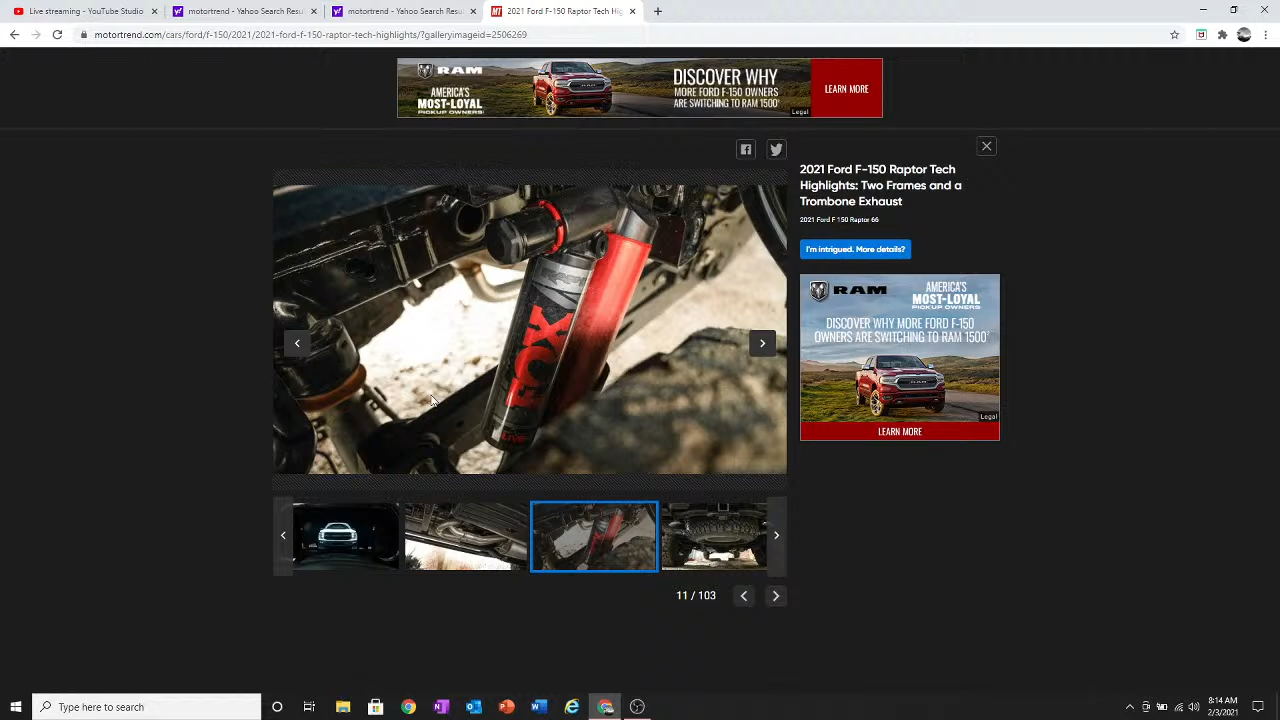 Live streaming - YouTube Studio
motortrend - Yahoo Search Resul
motortrend - Yahoo Search Resul
2021 Ford F-150 Raptor Tech Hig
motortrend.com/cars/ford/f-150/2021/2021-ford-f-150-raptor-tech-highlights/?galleryimageid=2506269
RAM
AMERICA'S
MOST-LOYAL
PICKUP OWNERS
DISCOVER WHY
MORE FORD F-150 OWNERS
ARE SWITCHING TO RAM 1500
Legal
LEARN MORE
2021 Ford F-150 Raptor Tech
Highlights: Two Frames and a
Trombone Exhaust
2021 Ford F 150 Raptor 66
I'm intrigued. More details?
RAM
AMERICA'S
MOST-LOYAL
PICKUP OWNERS
DISCOVER WHY MORE FORD F-150
OWNERS ARE SWITCHING TO RAM 1500
Legal
LEARN MORE
FOX
LIVE
11 / 103
Type here to search
8:14 AM
2/3/2021